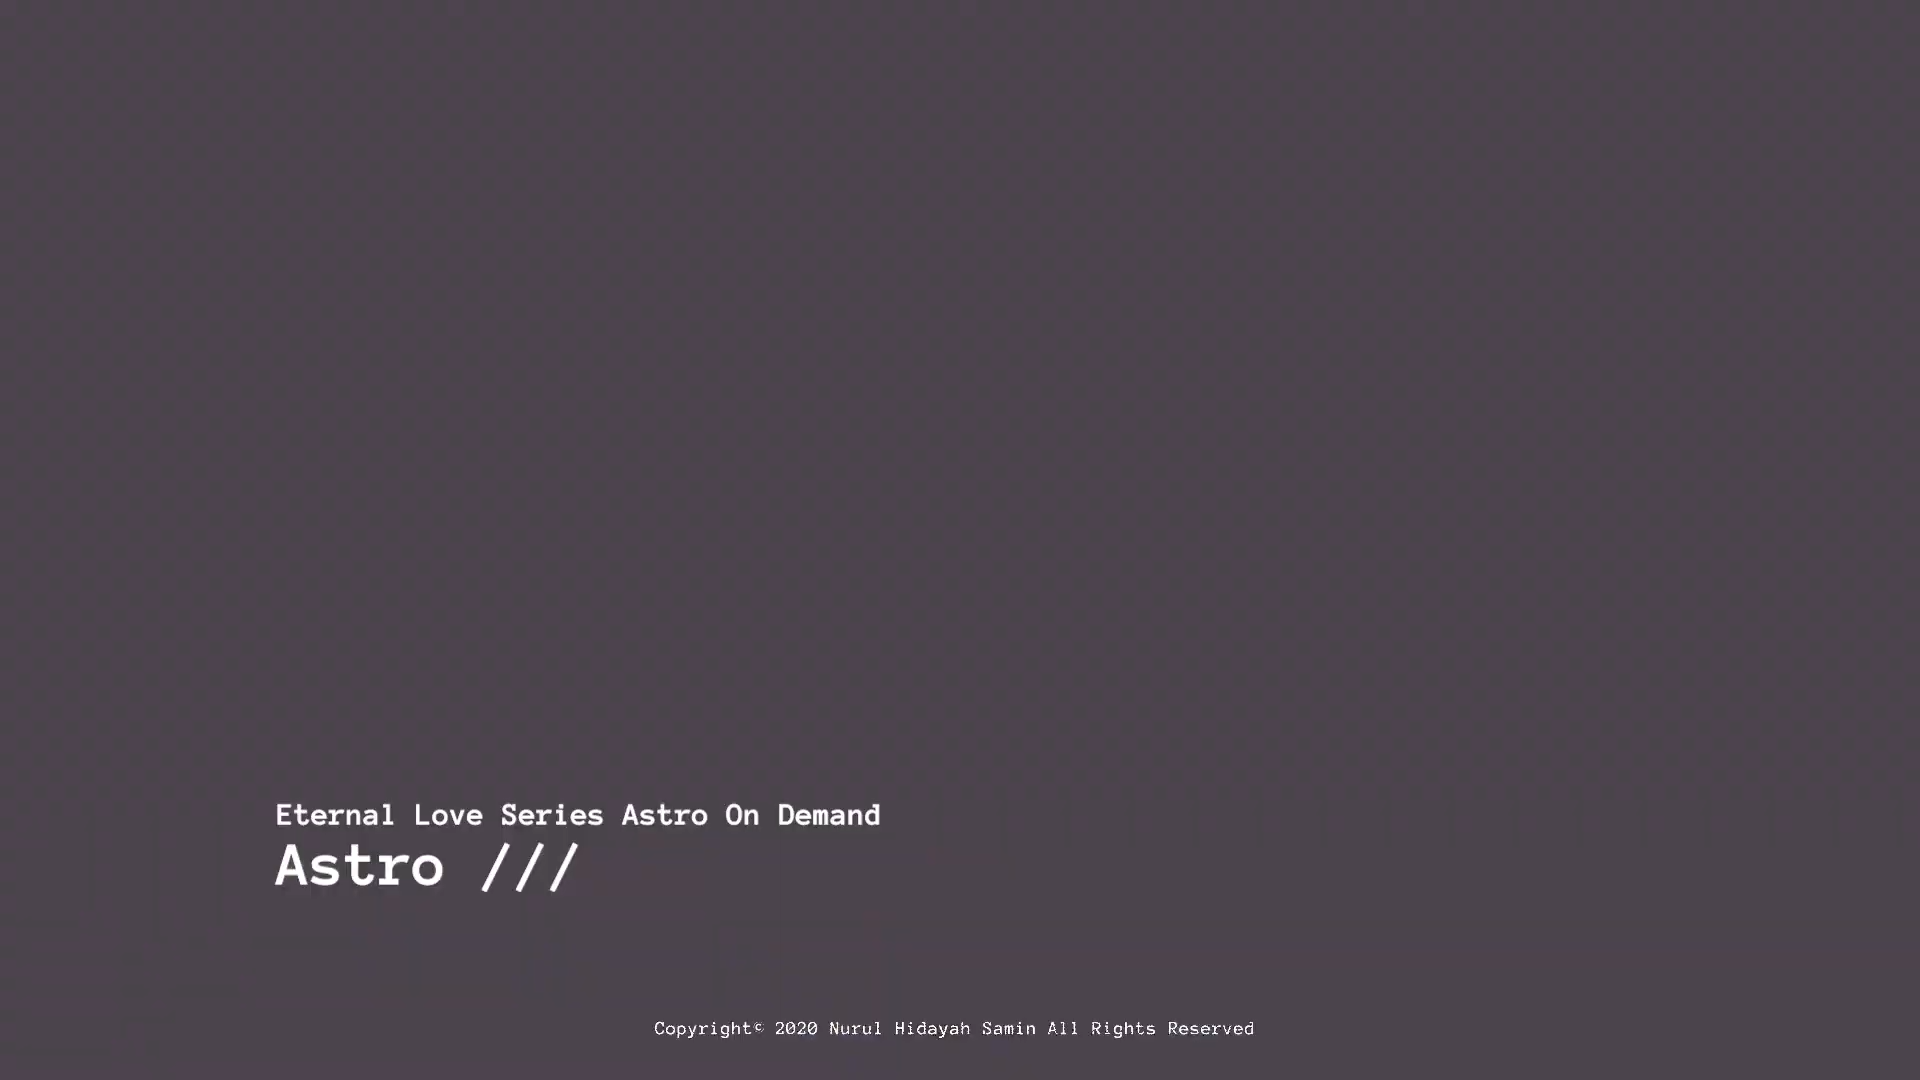 Eternal Love Series Astro On Demand
Astro ///
Copyright© 2020 Nurul Hidayah Samin All Rights Reserved